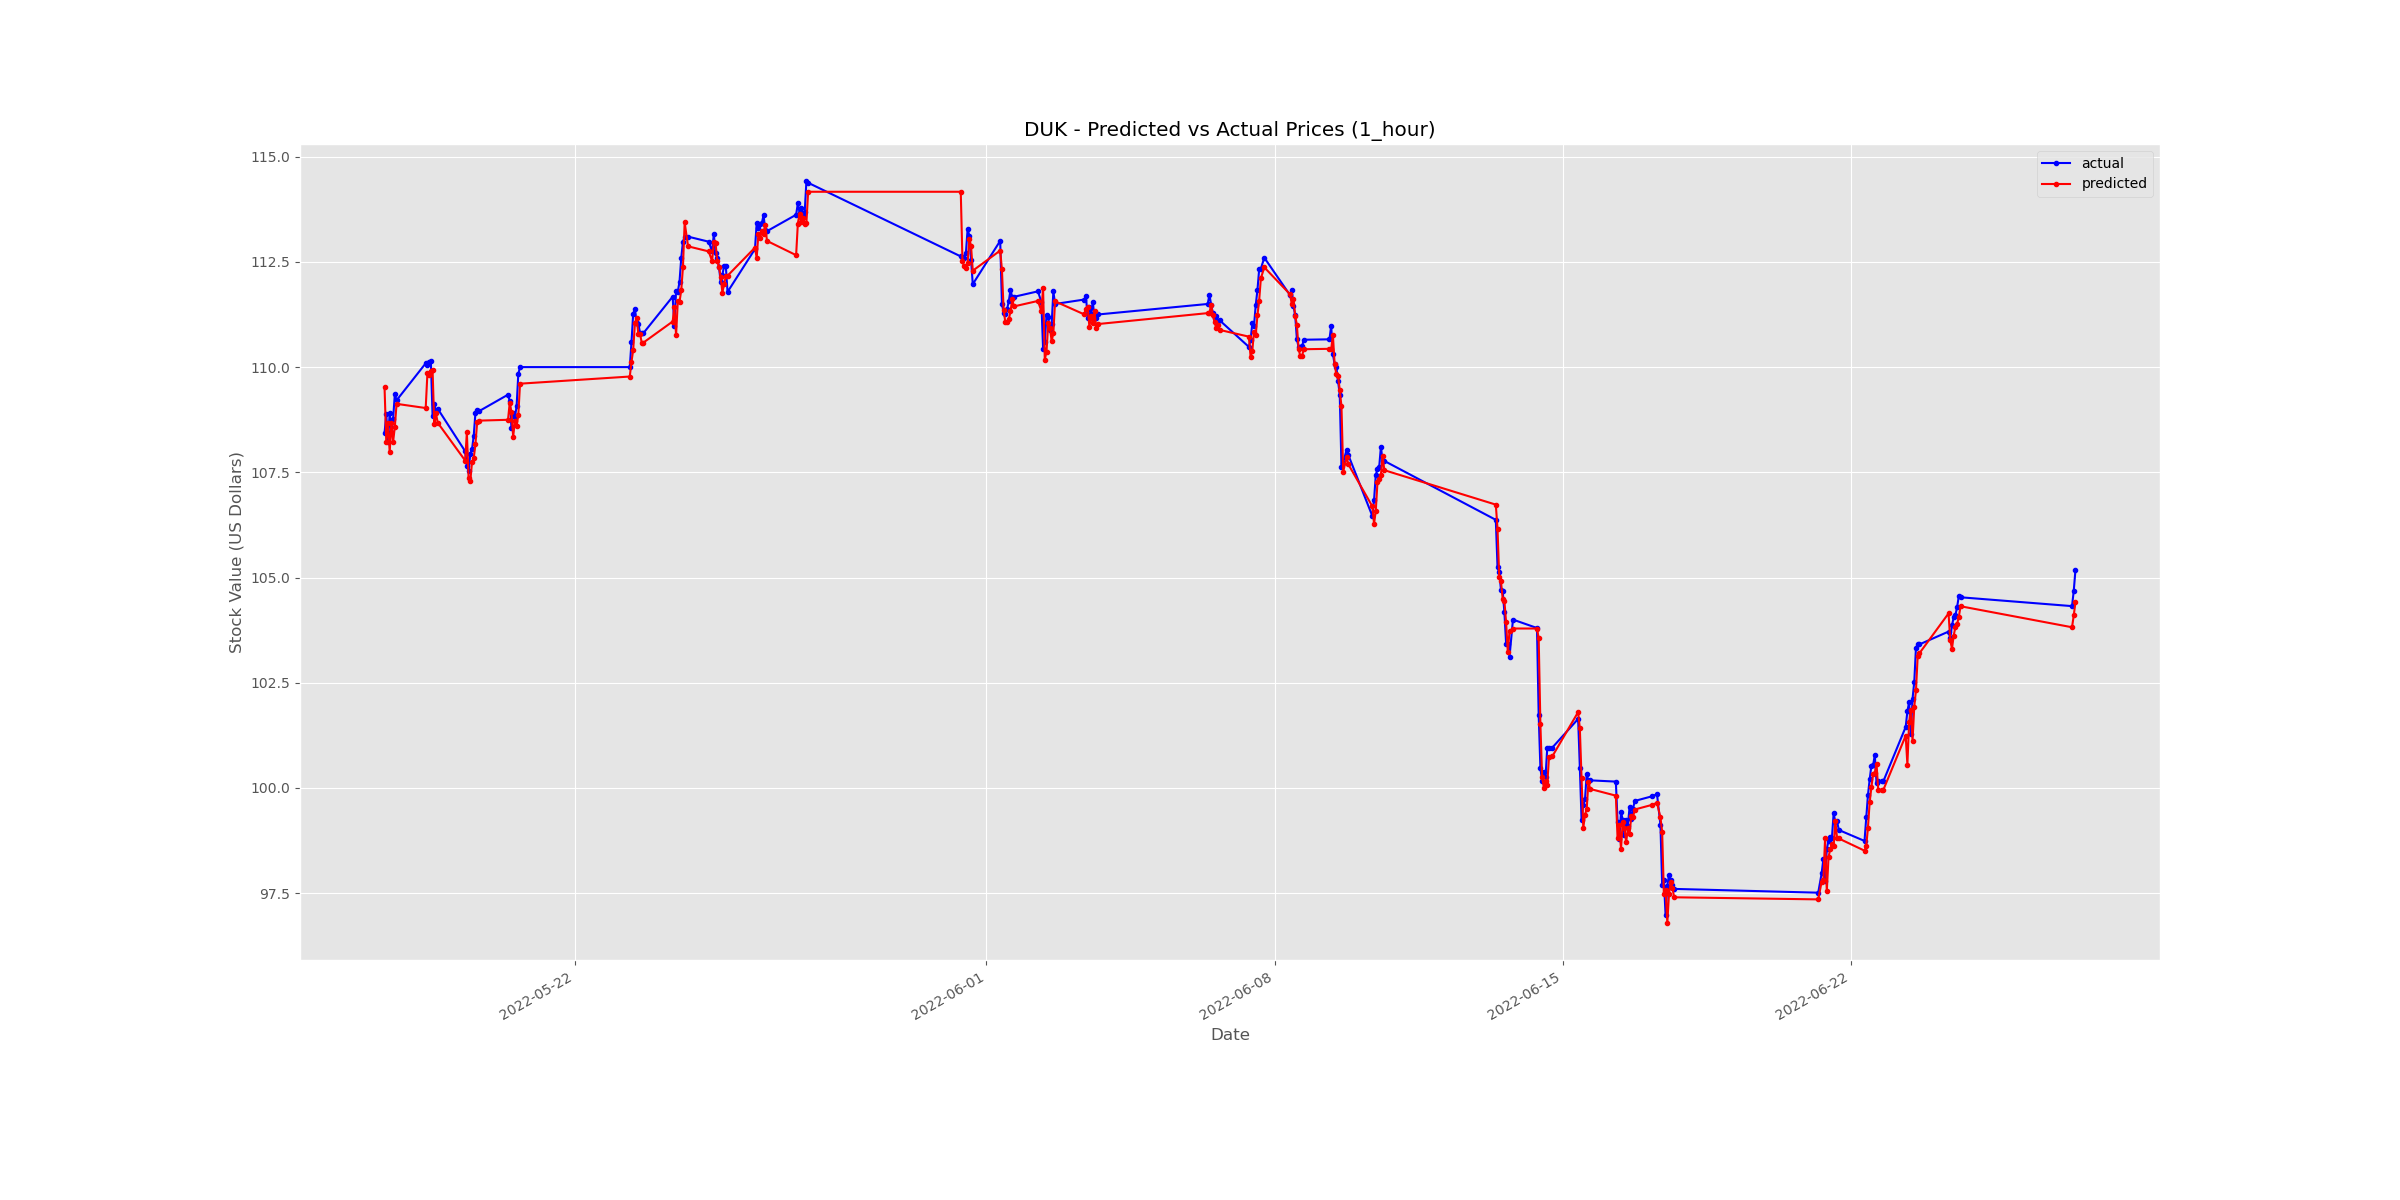 DUK - Predicted vs Actual Prices (1_hour)
actual
predicted
115.0
112.5
110.0
107.5
105.0
102.5
100.0
97.5
Stock Value (US Dollars)
2022-05-22
2022-06-01
2022-06-08
2022-06-15
2022-06-22
Date